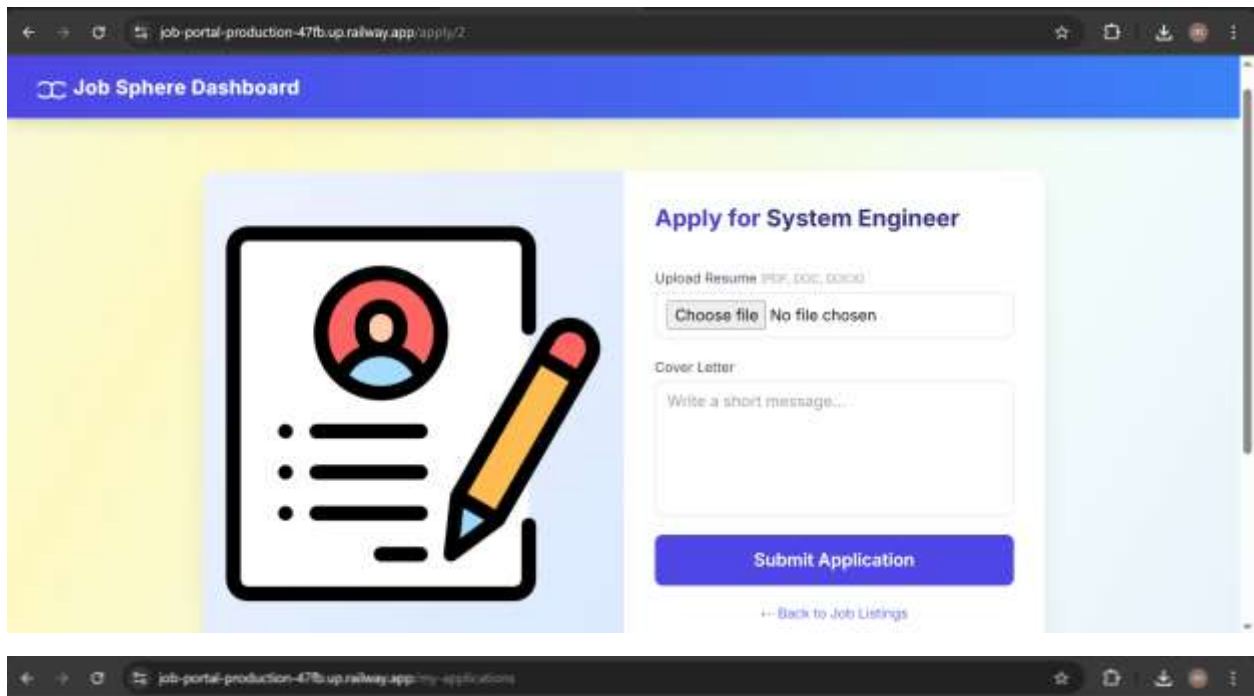 job-portal-production-47fb.up.railway.app/apply/2
Job Sphere Dashboard
Apply for System Engineer
Upload Resume (PDF, DOC, DOCX)
Choose file No file chosen
Cover Letter
Write a short message...
Submit Application
← Back to Job Listings
job-portal-production-47fb.up.railway.app/my-applications